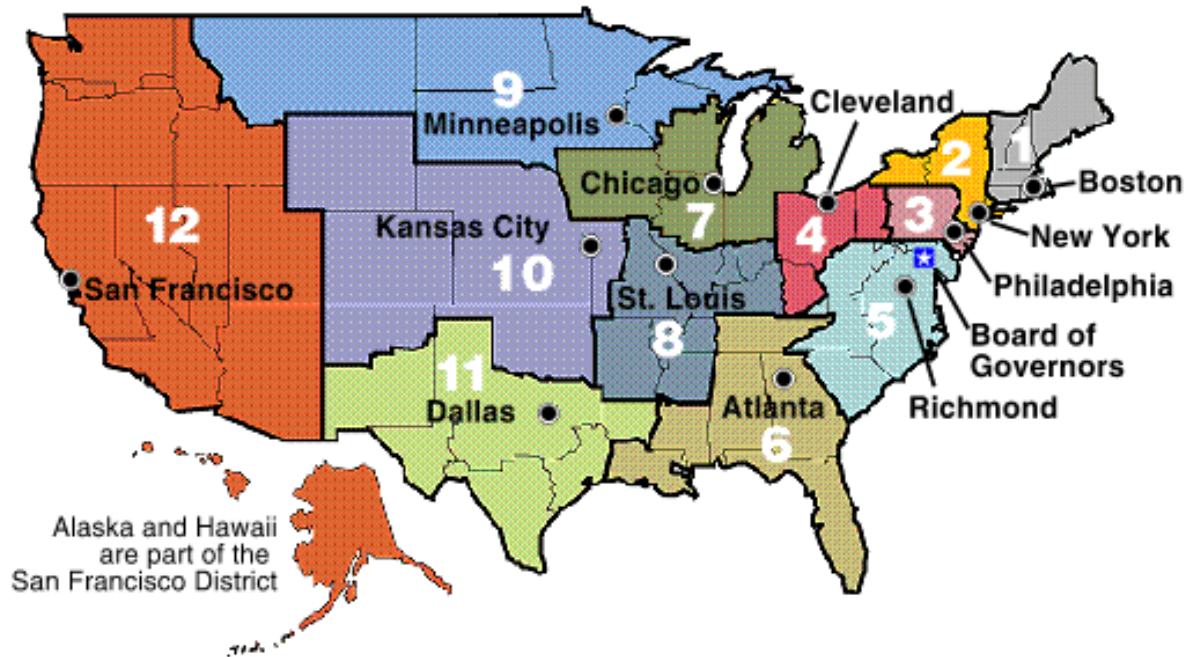 Cleveland
9
Minneapolis
1
2
Boston
Chicago
3
12
Kansas City
7
4
New York
10
Philadelphia
San Francisco
St. Louis
5
Board of
Governors
8
11
Dallas
Atlanta
Richmond
6
Alaska and Hawaii
are part of the
San Francisco District